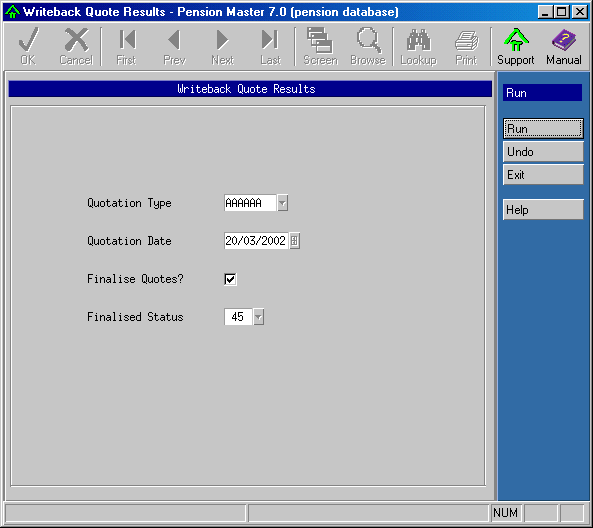 Writeback Quote Results - Pension Master 7.0 (pension database)
OK Cancel First Prev Next Last Screen Browse Lookup Print Support Manual
Writeback Quote Results
Run
Run
Undo
Exit
Help
Quotation Type AAAAAA
Quotation Date 20/03/2002
Finalise Quotes?
Finalised Status 45
NUM